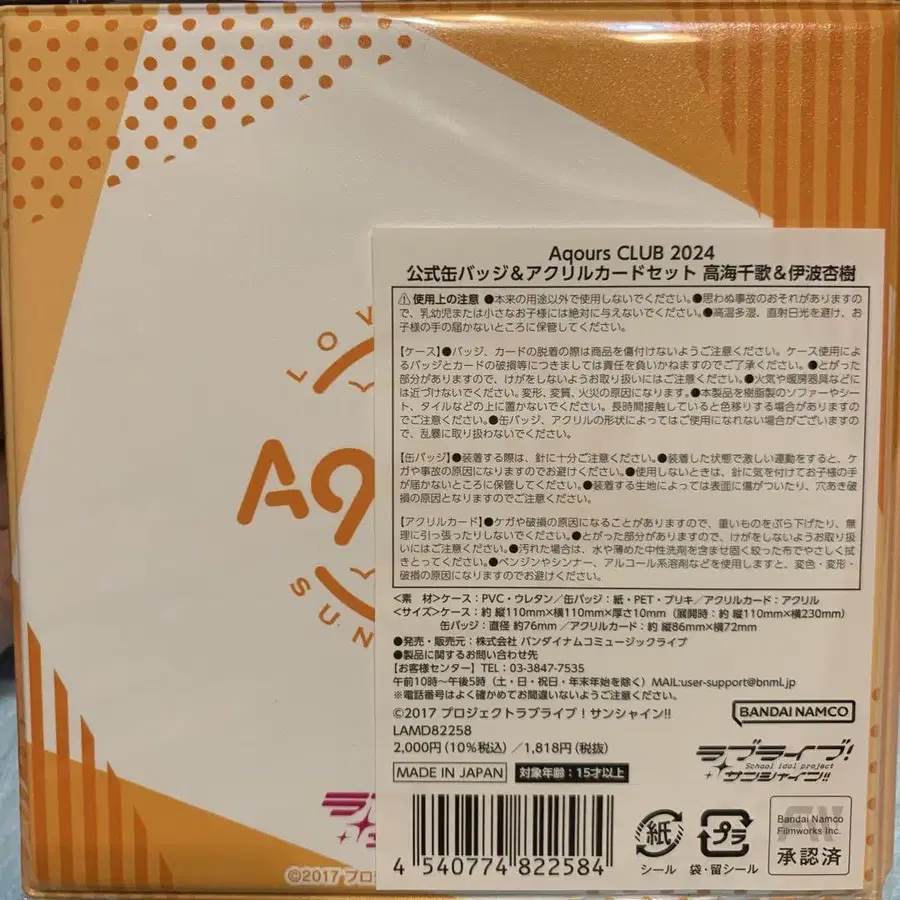 Aqours CLUB 2024
公式缶バッジ&アクリルカードセット 高海千歌&伊波杏樹
⚠使用上の注意 ●本来の用途以外で使用しないでください。●思わぬ事故のおそれがありますの
で、乳幼児または小さなお子様には絶対に与えないでください。●高温多湿、直射日光を避け、お
子様の手の届かないところに保管してください。
【ケース】●バッジ、カードの脱着の際は商品を傷付けないようご注意ください。ケース使用によ
るバッジとカードの破損等につきましては責任を負いかねますのでご了承ください。●とがった
部分がありますので、けがをしないようお取り扱いにはご注意ください。●火気や暖房器具などに
は近づけないでください。変形、変質、火災の原因になります。●本製品を樹脂製のソファーやシー
ト、タイルなどの上に置かないでください。長時間接触していると色移りする場合がありますの
でご注意ください。●缶バッジ、アクリルの形状によってはご使用になれない場合がございますの
で、乱暴に取り扱わないでください。
【缶バッジ】●装着する際は、針に十分ご注意ください。●装着した状態で激しい運動をすると、ケ
ガや事故の原因になりますのでお避けください。●使用しないときは、針に気を付けてお子様の手
が届かないところに保管してください。●装着する生地によっては表面に傷がついたり、穴あき破
損の原因となりますのでご注意ください。
【アクリルカード】●ケガや破損の原因になることがありますので、重いものをぶら下げたり、無
理に引っ張ったりしないでください。●とがった部分がありますので、けがをしないようお取り扱
いにはご注意ください。●汚れた場合は、水や薄めた中性洗剤を含ませ固く絞った布でやさしく拭
きとってください。●ベンジンやシンナー、アルコール系溶剤などを使用しますと、変色・変形・
破損の原因になりますのでお避けください。
<素 材>ケース:PVC・ウレタン/缶バッジ:紙・PET・ブリキ/アクリルカード:アクリル
<サイズ>ケース:約 縦110mm×横110mm×厚さ10mm(展開時:約 縦110mm×横230mm)
缶バッジ:直径 約76mm/アクリルカード:約 縦86mm×横72mm
●発売・販売元:株式会社 バンダイナムコミュージックライブ
●製品に関するお問い合わせ先
【お客様センター】TEL:03-3847-7535
午前10時~午後5時(土・日・祝日・年末年始を除く)MAIL:user-support@bnml.jp
※電話番号はよく確かめてお間違いないようご注意ください。
©2017 プロジェクトラブライブ!サンシャイン!!
BANDAI NAMCO
LAMD82258
2,000円(10%税込)/1,818円(税抜)
MADE IN JAPAN 対象年齢:15才以上
ラブライブ!
School idol project
サンシャイン!!
4 540774 822584
紙
シール
プラ
袋・留シール
Bandai Namco
Filmworks Inc.
承認済
LOV
Aq
SUN
ラ
©2017 プロ